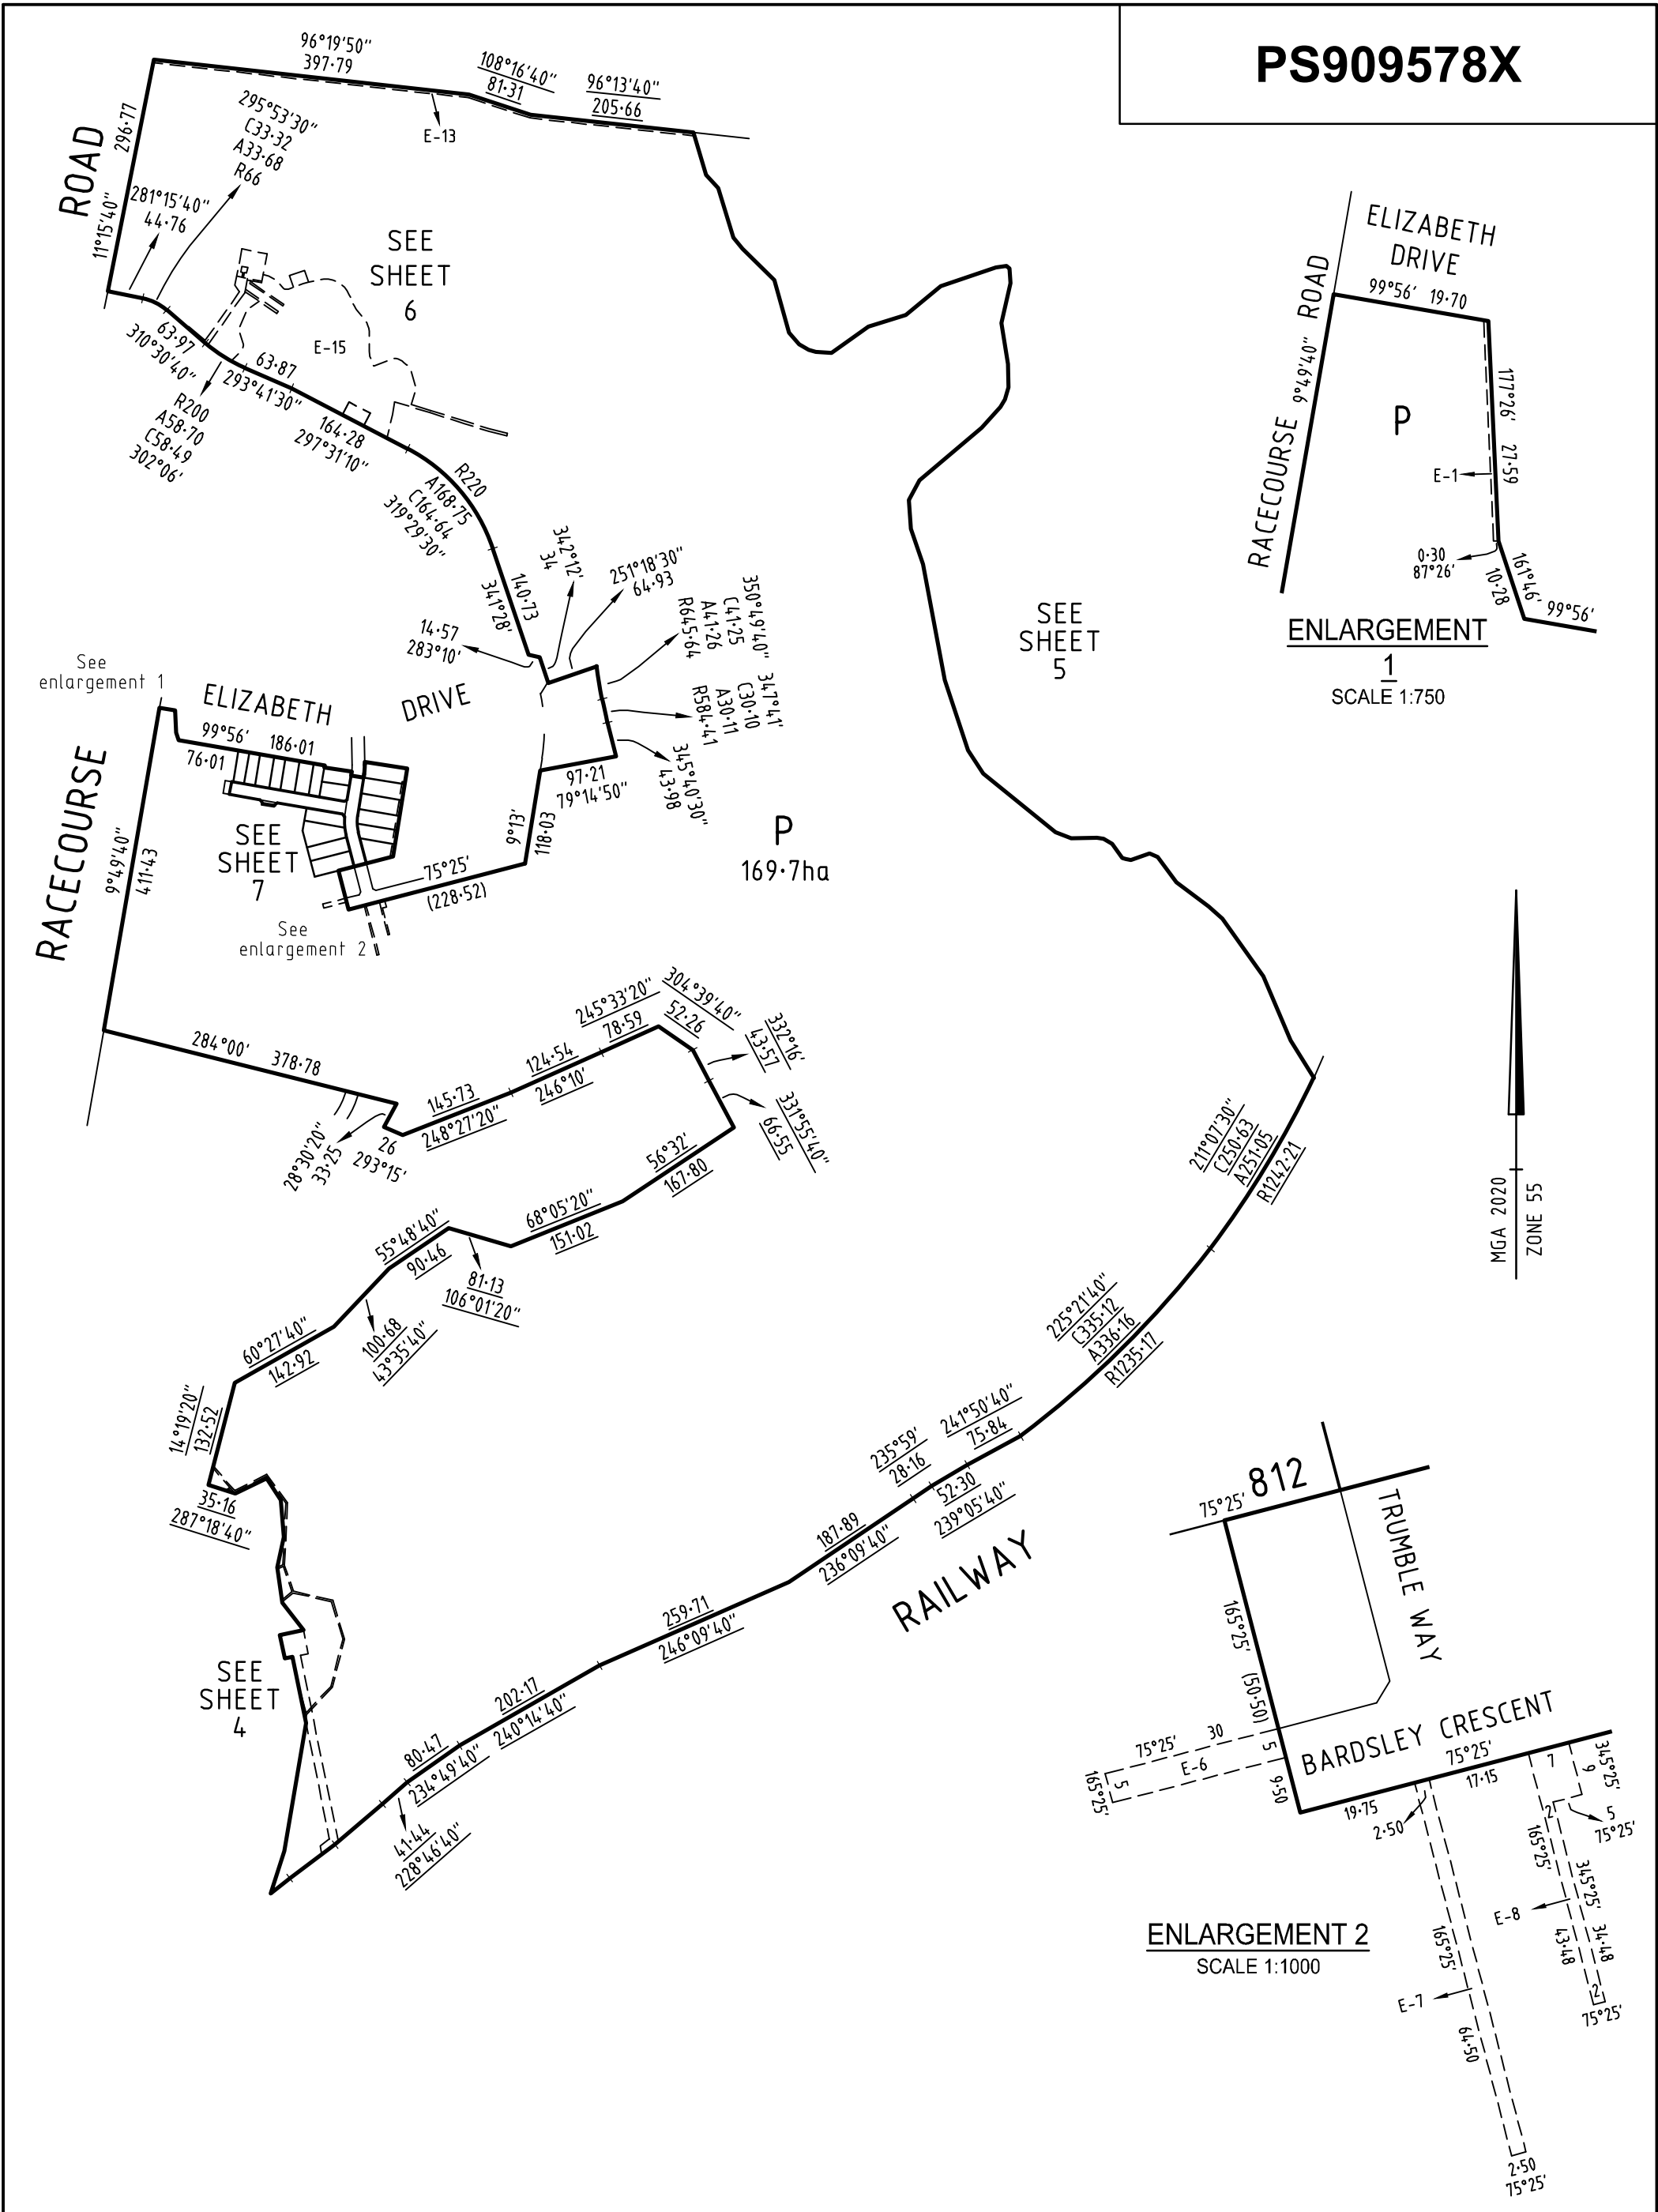 PS909578X
96°19'50"
397·79
108°16'40"
81·31
96°13'40"
205·66
E-13
ROAD
296·77
11°15'40"
295°53'30"
C33·32
A33·68
R66
281°15'40"
44·76
SEE
SHEET
6
E-15
63·97
310°30'40"
63·87
293°41'30"
R200
A58·70
C58·49
302°06'
164·28
297°31'10"
R220
A168·75
C164·64
319°29'30"
140·73
341°28'
342°12'
34
251°18'30"
64·93
14·57
283°10'
350°49'40"
C41·25
A41·26
R645·64
347°41'
C30·10
A30·11
R584·41
345°40'30"
43·98
97·21
79°14'50"
9°13'
118·03
See
enlargement 1
ELIZABETH DRIVE
99°56' 186·01
76·01
RACECOURSE
9°49'40"
411·43
SEE
SHEET
7
75°25'
(228·52)
See
enlargement 2
P
169·7ha
SEE
SHEET
5
ELIZABETH
DRIVE
99°56' 19·70
RACECOURSE 9°49'40" ROAD
P
177°26' 27·59
E-1
0·30
87°26'
161°46'
10·28
99°56'
ENLARGEMENT
1
SCALE 1:750
284°00' 378·78
28°30'20"
33·25
26
293°15'
145·73
248°27'20"
124·54
246°10'
245°33'20"
78·59
304°39'40"
52·26
332°16'
43·57
331°55'40"
66·55
56°32'
167·80
68°05'20"
151·02
81·13
106°01'20"
55°48'40"
90·46
100·68
43°35'40"
60°27'40"
142·92
14°19'20"
132·52
35·16
287°18'40"
SEE
SHEET
4
211°07'30"
C250·63
A251·05
R1242·21
225°21'40"
C335·12
A336·16
R1235·17
241°50'40"
75·84
235°59'
28·16
52·30
239°05'40"
187·89
236°09'40"
RAILWAY
259·71
246°09'40"
202·17
240°14'40"
80·47
234°49'40"
41·44
228°46'40"
MGA 2020
ZONE 55
812
75°25'
TRUMBLE WAY
165°25' (50·50)
75°25' 30
E-6
5
165°25'
5
9·50
BARDSLEY CRESCENT
75°25'
19·75
2·50
17·15
7
9
345°25'
2
5
75°25'
165°25'
345°25'
E-8
43·48
34·48
2
75°25'
165°25'
E-7
64·50
2·50
75°25'
ENLARGEMENT 2
SCALE 1:1000